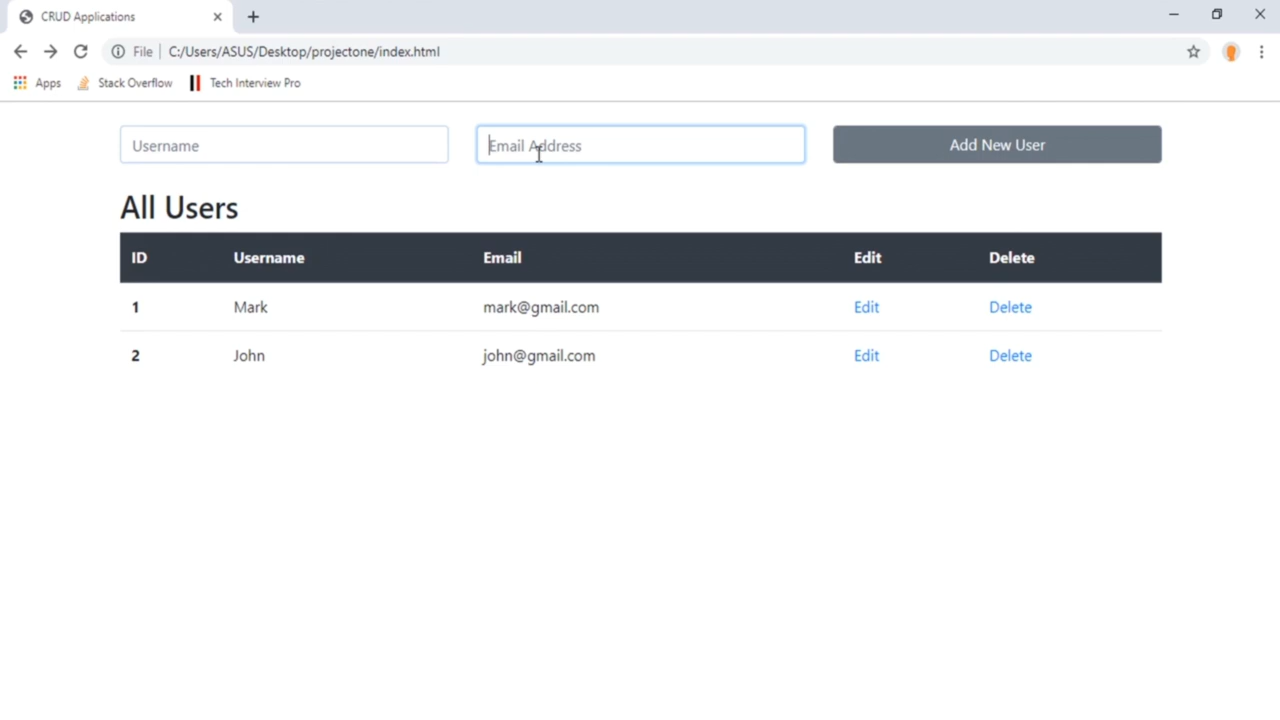 CRUD Applications
File C:/Users/ASUS/Desktop/projectone/index.html
Apps Stack Overflow Tech Interview Pro
Username Email Address Add New User
All Users
ID Username Email Edit Delete
1 Mark mark@gmail.com Edit Delete
2 John john@gmail.com Edit Delete